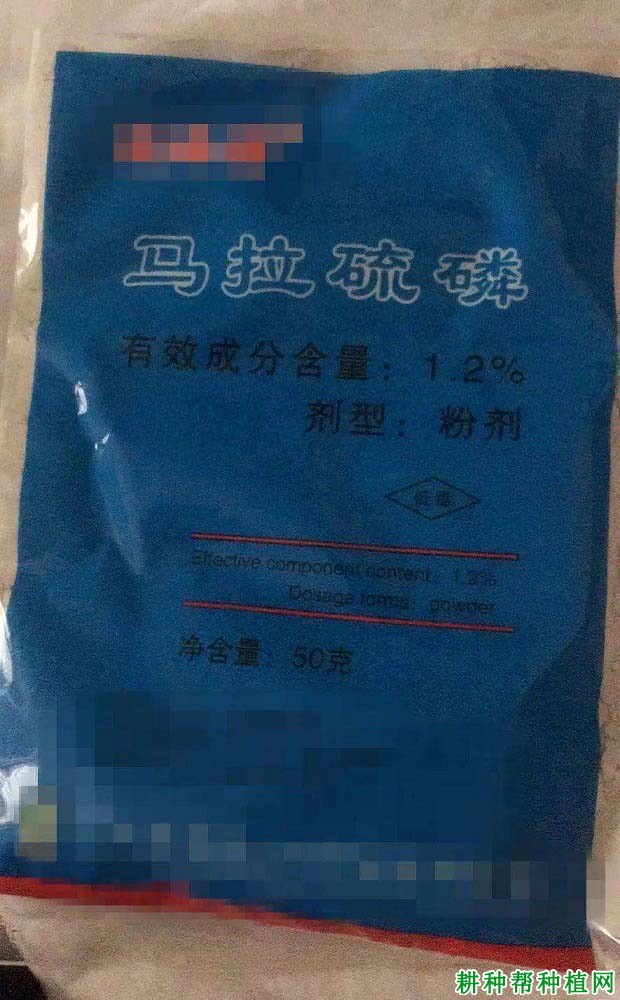 马拉硫磷
有效成分含量：1.2%
剂型：粉剂
低毒
Effective component content: 1.2%
Dosage forms: powder
净含量：50克
耕种帮种植网